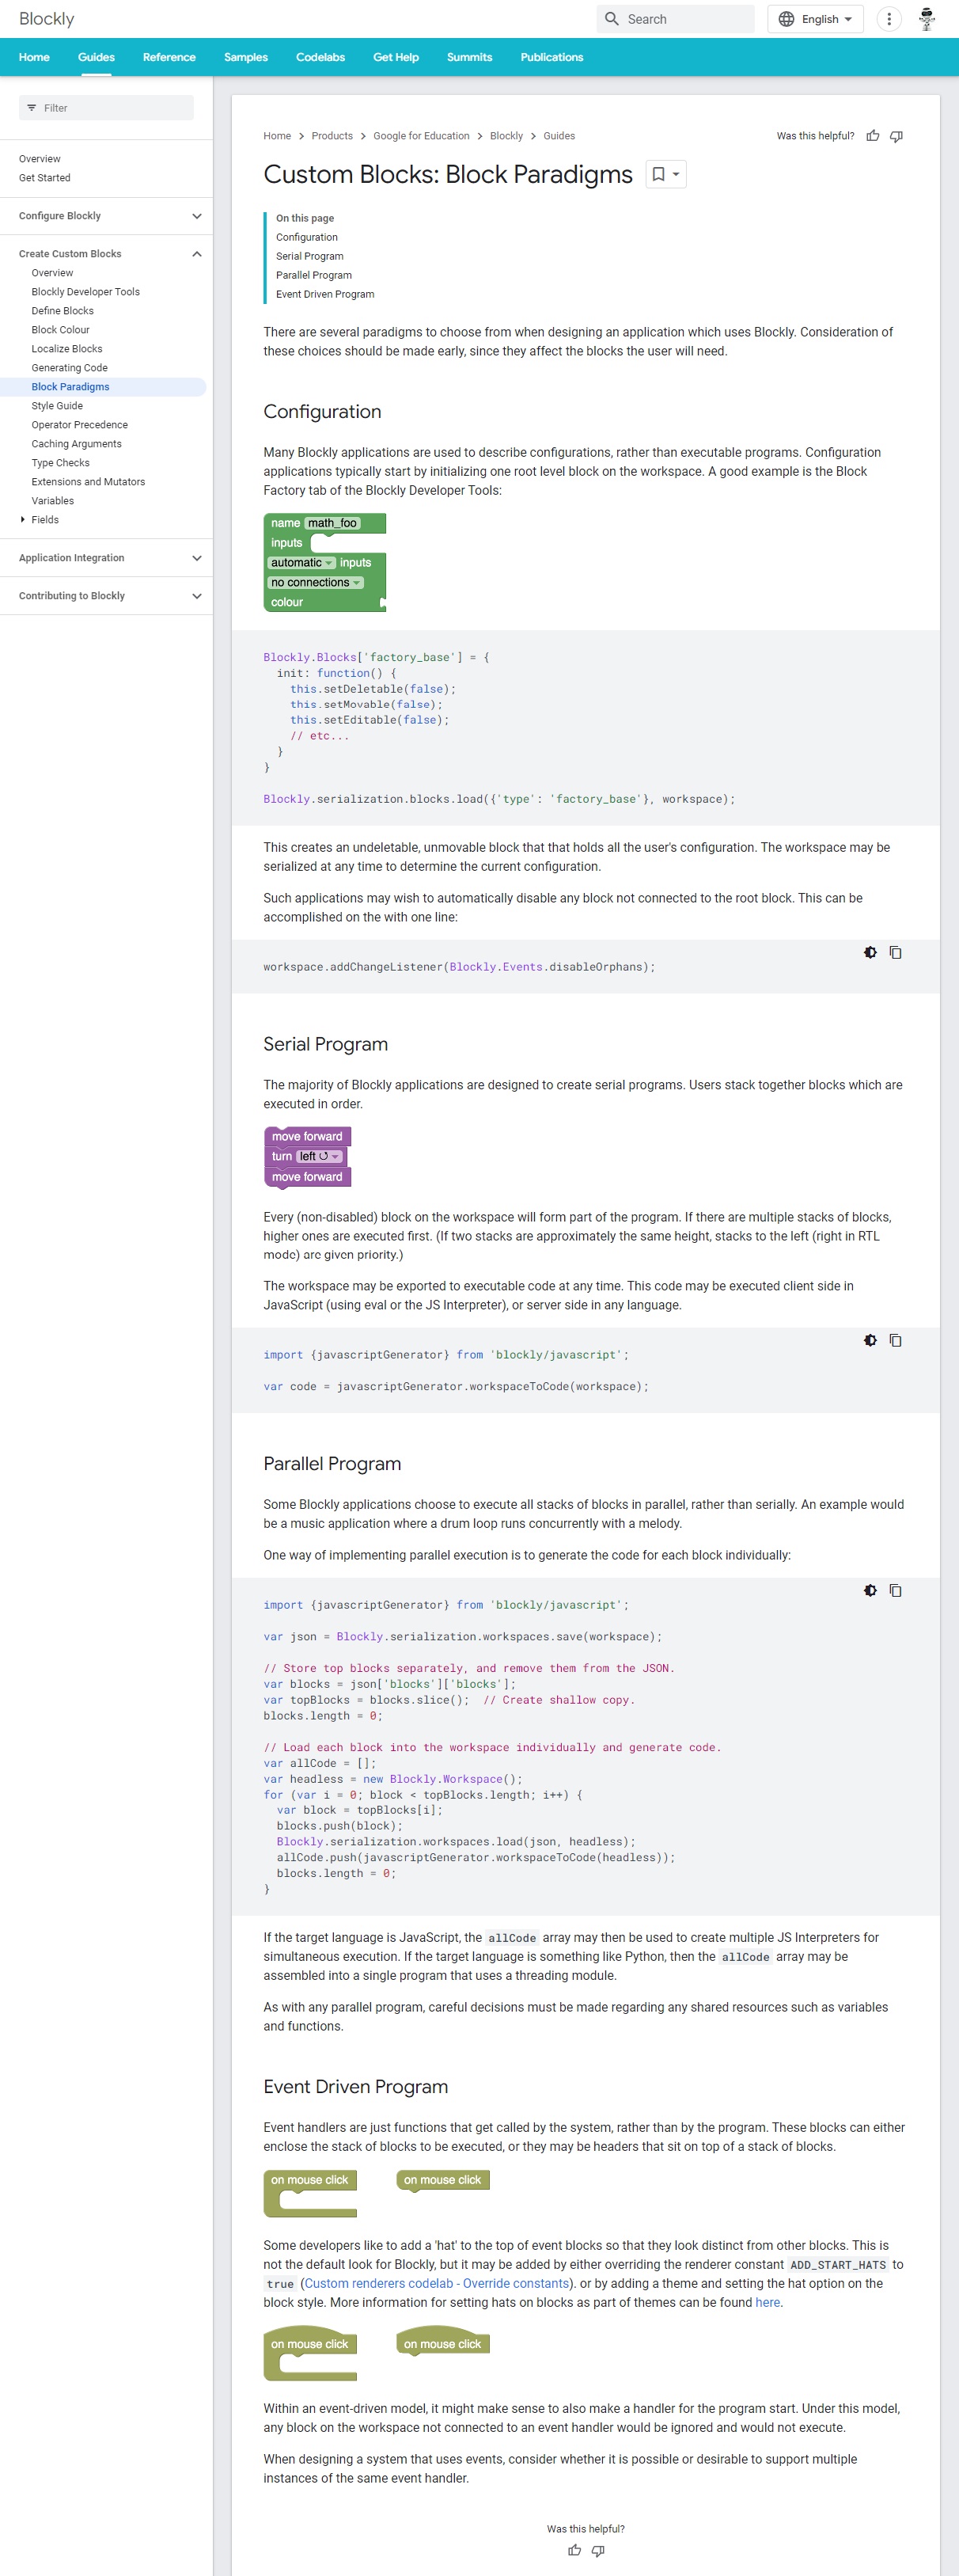 Blockly
Search
English
Home Guides Reference Samples Codelabs Get Help Summits Publications
Filter
Overview
Get Started
Configure Blockly
Create Custom Blocks
Overview
Blockly Developer Tools
Define Blocks
Block Colour
Localize Blocks
Generating Code
Block Paradigms
Style Guide
Operator Precedence
Caching Arguments
Type Checks
Extensions and Mutators
Variables
Fields
Application Integration
Contributing to Blockly
Home > Products > Google for Education > Blockly > Guides
Was this helpful?
Custom Blocks: Block Paradigms
On this page
Configuration
Serial Program
Parallel Program
Event Driven Program
There are several paradigms to choose from when designing an application which uses Blockly. Consideration of
these choices should be made early, since they affect the blocks the user will need.
Configuration
Many Blockly applications are used to describe configurations, rather than executable programs. Configuration
applications typically start by initializing one root level block on the workspace. A good example is the Block
Factory tab of the Blockly Developer Tools:
name math_foo
inputs
automatic inputs
no connections
colour
Blockly.Blocks['factory_base'] = {
  init: function() {
    this.setDeletable(false);
    this.setMovable(false);
    this.setEditable(false);
    // etc...
  }
}
Blockly.serialization.blocks.load({'type': 'factory_base'}, workspace);
This creates an undeletable, unmovable block that that holds all the user's configuration. The workspace may be
serialized at any time to determine the current configuration.
Such applications may wish to automatically disable any block not connected to the root block. This can be
accomplished on the with one line:
workspace.addChangeListener(Blockly.Events.disableOrphans);
Serial Program
The majority of Blockly applications are designed to create serial programs. Users stack together blocks which are
executed in order.
move forward
turn left ↺
move forward
Every (non-disabled) block on the workspace will form part of the program. If there are multiple stacks of blocks,
higher ones are executed first. (If two stacks are approximately the same height, stacks to the left (right in RTL
mode) are given priority.)
The workspace may be exported to executable code at any time. This code may be executed client side in
JavaScript (using eval or the JS Interpreter), or server side in any language.
import {javascriptGenerator} from 'blockly/javascript';
var code = javascriptGenerator.workspaceToCode(workspace);
Parallel Program
Some Blockly applications choose to execute all stacks of blocks in parallel, rather than serially. An example would
be a music application where a drum loop runs concurrently with a melody.
One way of implementing parallel execution is to generate the code for each block individually:
import {javascriptGenerator} from 'blockly/javascript';
var json = Blockly.serialization.workspaces.save(workspace);
// Store top blocks separately, and remove them from the JSON.
var blocks = json['blocks']['blocks'];
var topBlocks = blocks.slice();  // Create shallow copy.
blocks.length = 0;
// Load each block into the workspace individually and generate code.
var allCode = [];
var headless = new Blockly.Workspace();
for (var i = 0; block < topBlocks.length; i++) {
  var block = topBlocks[i];
  blocks.push(block);
  Blockly.serialization.workspaces.load(json, headless);
  allCode.push(javascriptGenerator.workspaceToCode(headless));
  blocks.length = 0;
}
If the target language is JavaScript, the allCode array may then be used to create multiple JS Interpreters for
simultaneous execution. If the target language is something like Python, then the allCode array may be
assembled into a single program that uses a threading module.
As with any parallel program, careful decisions must be made regarding any shared resources such as variables
and functions.
Event Driven Program
Event handlers are just functions that get called by the system, rather than by the program. These blocks can either
enclose the stack of blocks to be executed, or they may be headers that sit on top of a stack of blocks.
on mouse click on mouse click
Some developers like to add a 'hat' to the top of event blocks so that they look distinct from other blocks. This is
not the default look for Blockly, but it may be added by either overriding the renderer constant ADD_START_HATS to
true (Custom renderers codelab - Override constants). or by adding a theme and setting the hat option on the
block style. More information for setting hats on blocks as part of themes can be found here.
on mouse click on mouse click
Within an event-driven model, it might make sense to also make a handler for the program start. Under this model,
any block on the workspace not connected to an event handler would be ignored and would not execute.
When designing a system that uses events, consider whether it is possible or desirable to support multiple
instances of the same event handler.
Was this helpful?